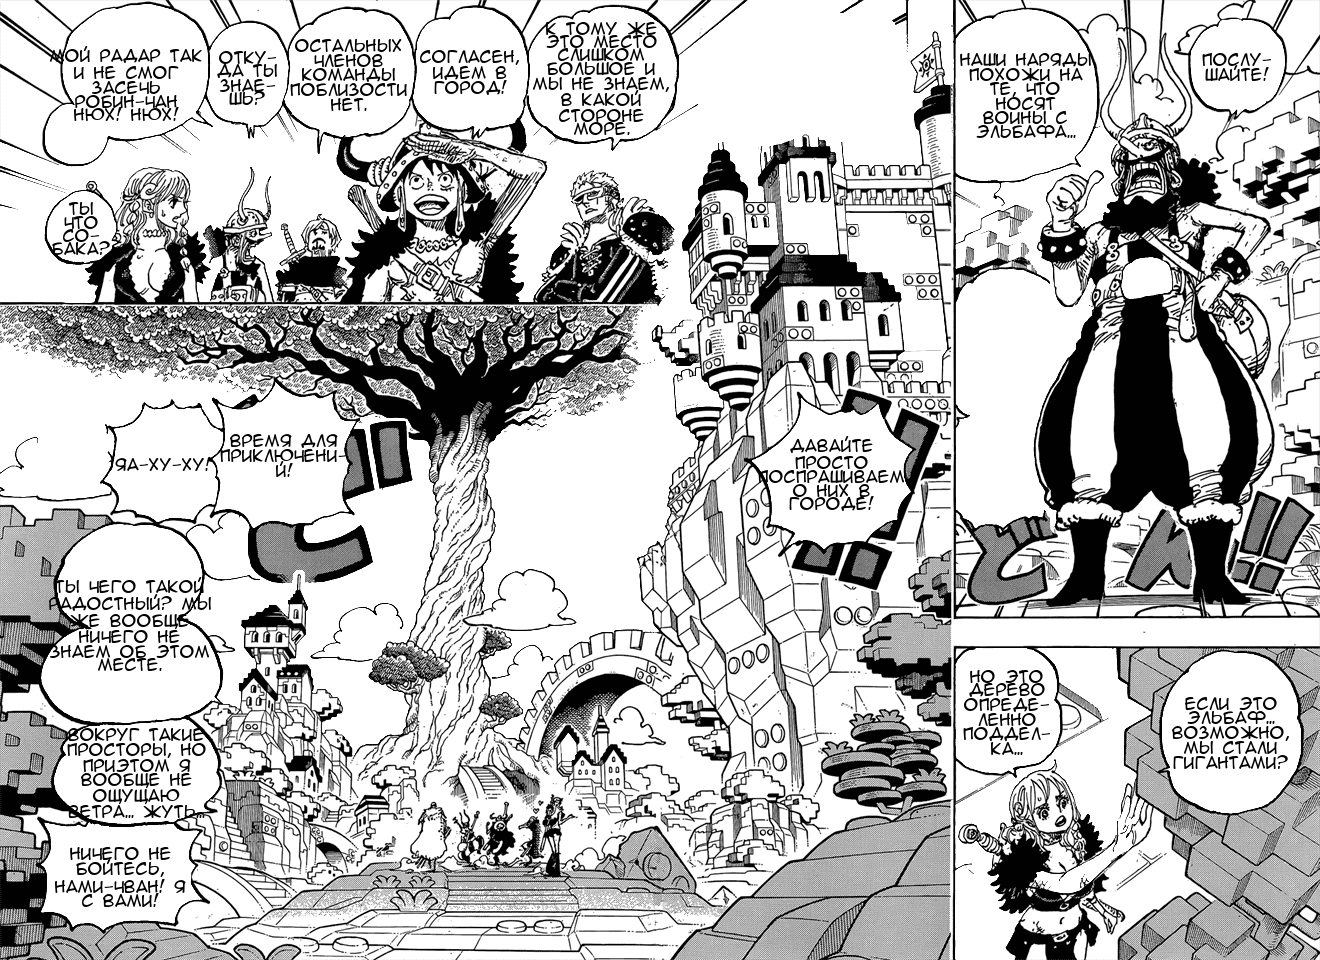 ПОСЛУ-
ШАЙТЕ!
НАШИ НАРЯДЫ
ПОХОЖИ НА
ТЕ, ЧТО
НОСЯТ
ВОИНЫ С
ЭЛЬБАФА...
ЕСЛИ ЭТО
ЭЛЬБАФ...
ВОЗМОЖНО,
МЫ СТАЛИ
ГИГАНТАМИ?
НО ЭТО
ДЕРЕВО
ОПРЕДЕ-
ЛЕННО
ПОДДЕЛ-
КА...
К ТОМУ ЖЕ
ЭТО МЕСТО
СЛИШКОМ
БОЛЬШОЕ И
МЫ НЕ ЗНАЕМ,
В КАКОЙ
СТОРОНЕ
МОРЕ.
СОГЛАСЕН,
ИДЕМ В
ГОРОД!
ОСТАЛЬНЫХ
ЧЛЕНОВ
КОМАНДЫ
ПОБЛИЗОСТИ
НЕТ.
ОТКУ-
ДА ТЫ
ЗНАЕ-
ШЬ?
МОЙ РАДАР ТАК
И НЕ СМОГ
ЗАСЕЧЬ
РОБИН-ЧАН
НЮХ! НЮХ!
ТЫ
ЧТО
СО-
БАКА?
ДАВАЙТЕ
ПРОСТО
ПОСПРАШИВАЕМ
О НИХ В
ГОРОДЕ!
ВРЕМЯ ДЛЯ
ПРИКЛЮЧЕНИ-
Й!
ЯА-ХУ-ХУ!
ТЫ ЧЕГО ТАКОЙ
РАДОСТНЫЙ? МЫ
ЖЕ ВООБЩЕ
НИЧЕГО НЕ
ЗНАЕМ ОБ ЭТОМ
МЕСТЕ.
ВОКРУГ ТАКИЕ
ПРОСТОРЫ, НО
ПРИЭТОМ Я
ВООБЩЕ НЕ
ОЩУЩАЮ
ВЕТРА... ЖУТЬ...
НИЧЕГО НЕ
БОЙТЕСЬ,
НАМИ-ЧВАН! Я
С ВАМИ!